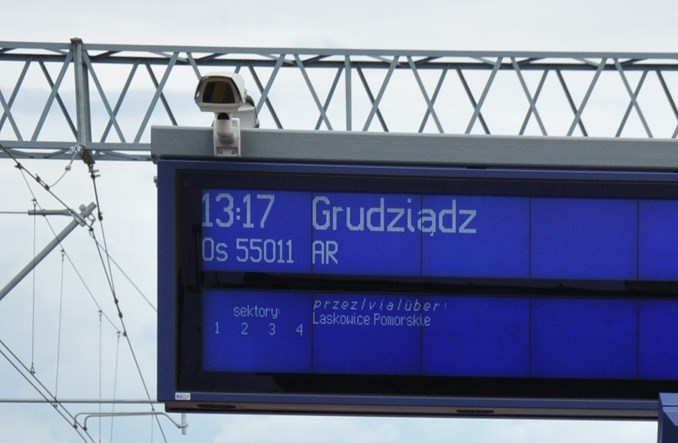 13:17 Grudziądz
Os 55011 AR
sektory przez/via/über:
1 2 3 4 Laskowice Pomorskie